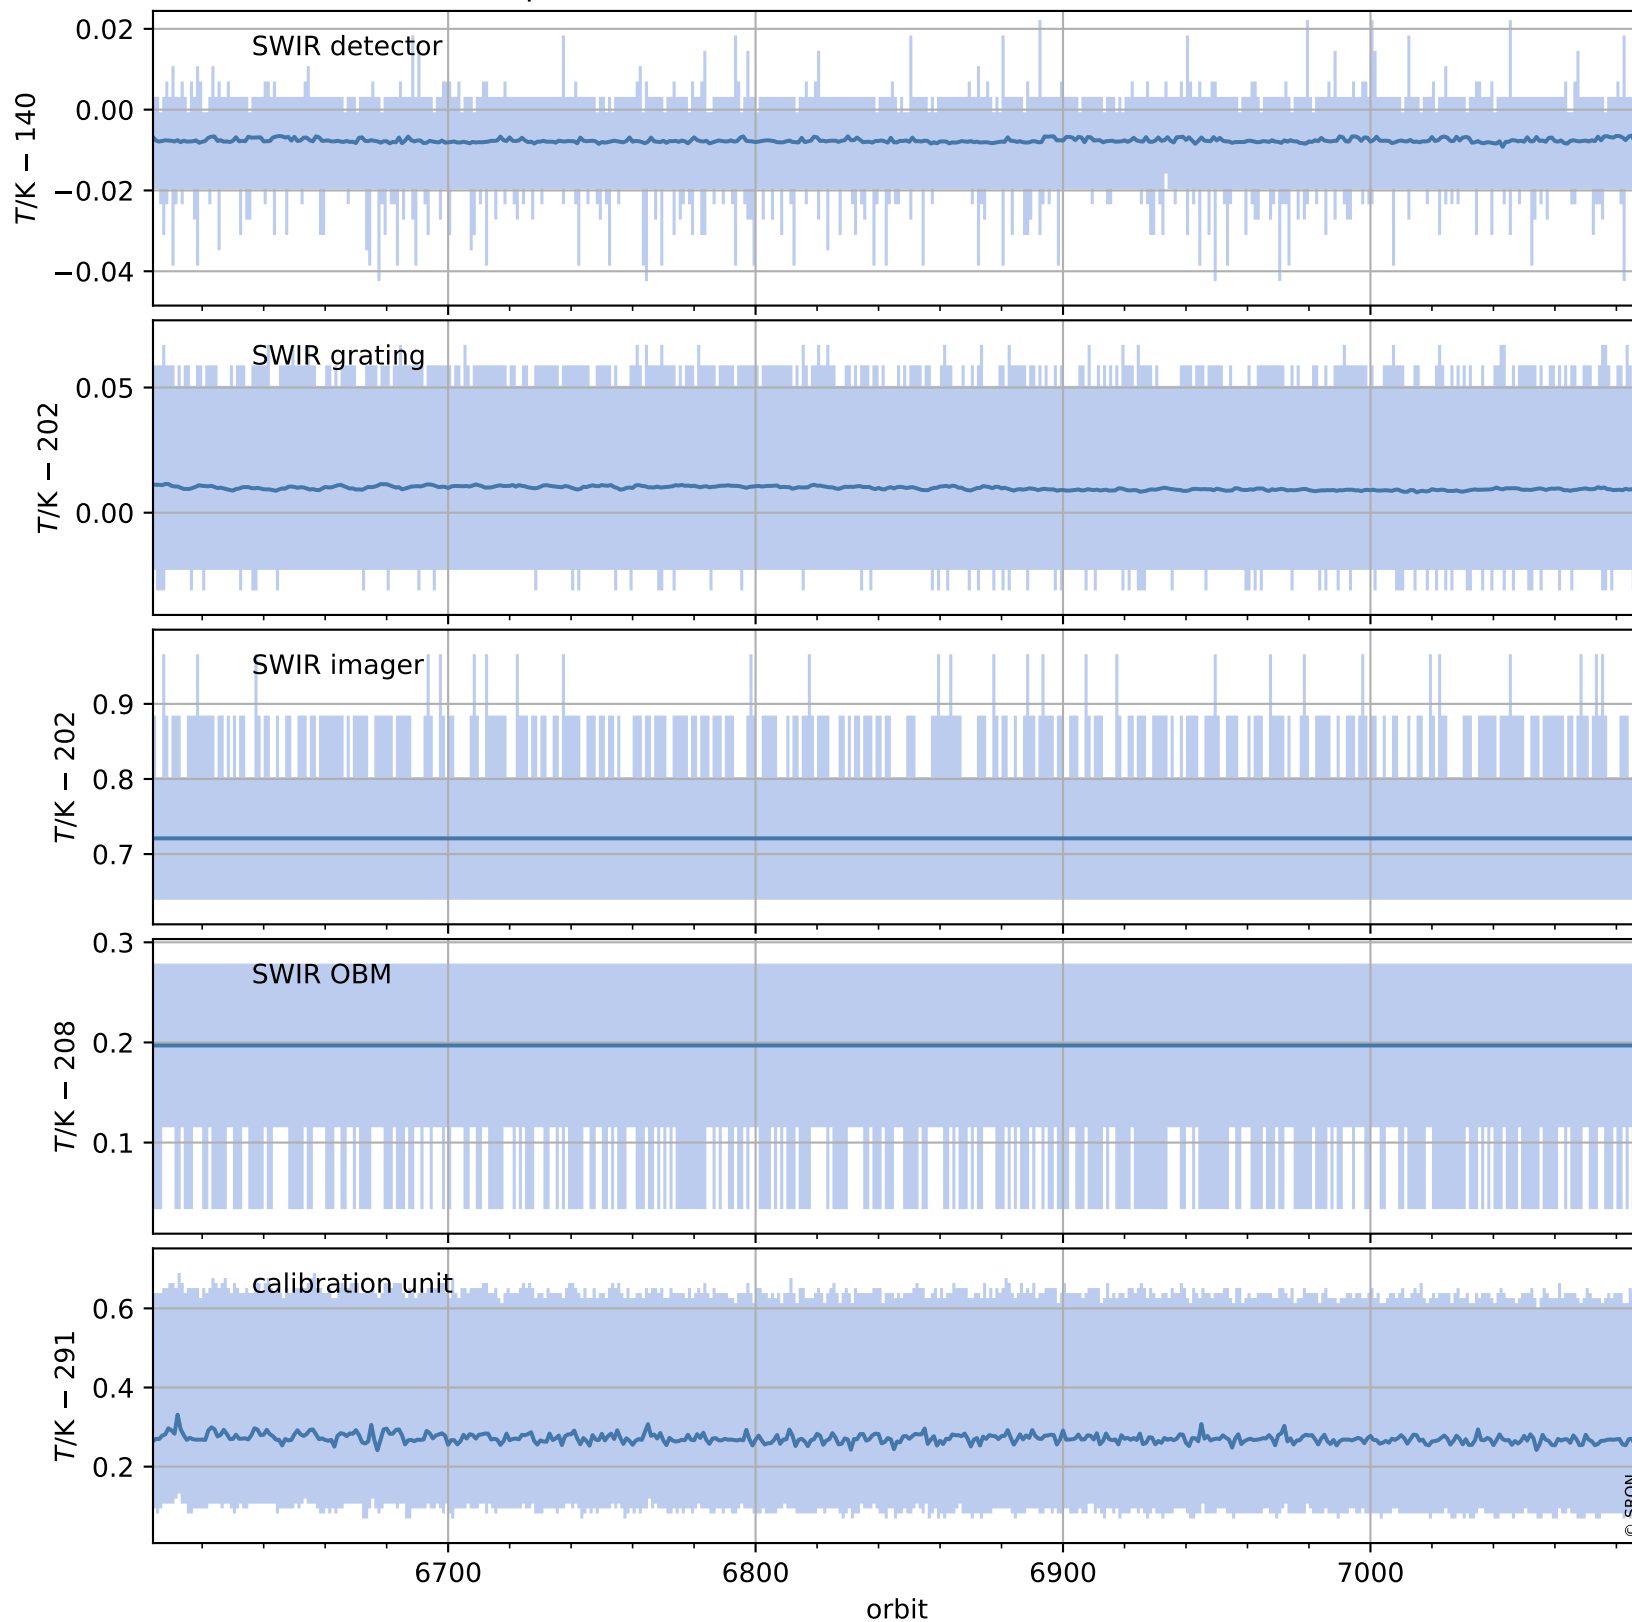 SWIR detector
T/K − 140
0.02
0.00
−0.02
−0.04
SWIR grating
T/K − 202
0.05
0.00
SWIR imager
T/K − 202
0.9
0.8
0.7
SWIR OBM
T/K − 208
0.3
0.2
0.1
calibration unit
T/K − 291
0.6
0.4
0.2
© SRON
6700
6800
6900
7000
orbit